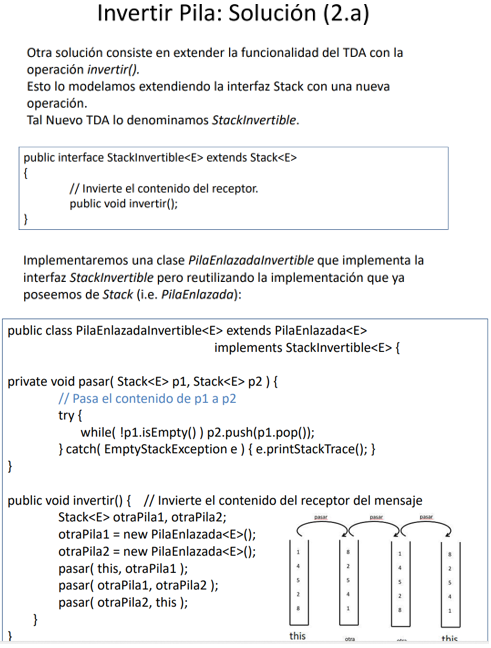 Invertir Pila: Solución (2.a)
Otra solución consiste en extender la funcionalidad del TDA con la
operación invertir().
Esto lo modelamos extendiendo la interfaz Stack con una nueva
operación.
Tal Nuevo TDA lo denominamos StackInvertible.
public interface StackInvertible<E> extends Stack<E>
{
// Invierte el contenido del receptor.
public void invertir();
}
Implementaremos una clase PilaEnlazadaInvertible que implementa la
interfaz StackInvertible pero reutilizando la implementación que ya
poseemos de Stack (i.e. PilaEnlazada):
public class PilaEnlazadaInvertible<E> extends PilaEnlazada<E>
implements StackInvertible<E> {
private void pasar( Stack<E> p1, Stack<E> p2 ) {
// Pasa el contenido de p1 a p2
try {
while( !p1.isEmpty() ) p2.push(p1.pop());
} catch( EmptyStackException e ) { e.printStackTrace(); }
}
public void invertir() { // Invierte el contenido del receptor del mensaje
Stack<E> otraPila1, otraPila2;
otraPila1 = new PilaEnlazada<E>();
otraPila2 = new PilaEnlazada<E>();
pasar( this, otraPila1 );
pasar( otraPila1, otraPila2 );
pasar( otraPila2, this );
}
}
pasar pasar pasar
1 8 1 8
4 2 4 2
5 5 5 5
2 4 2 4
8 1 8 1
this otra otra this